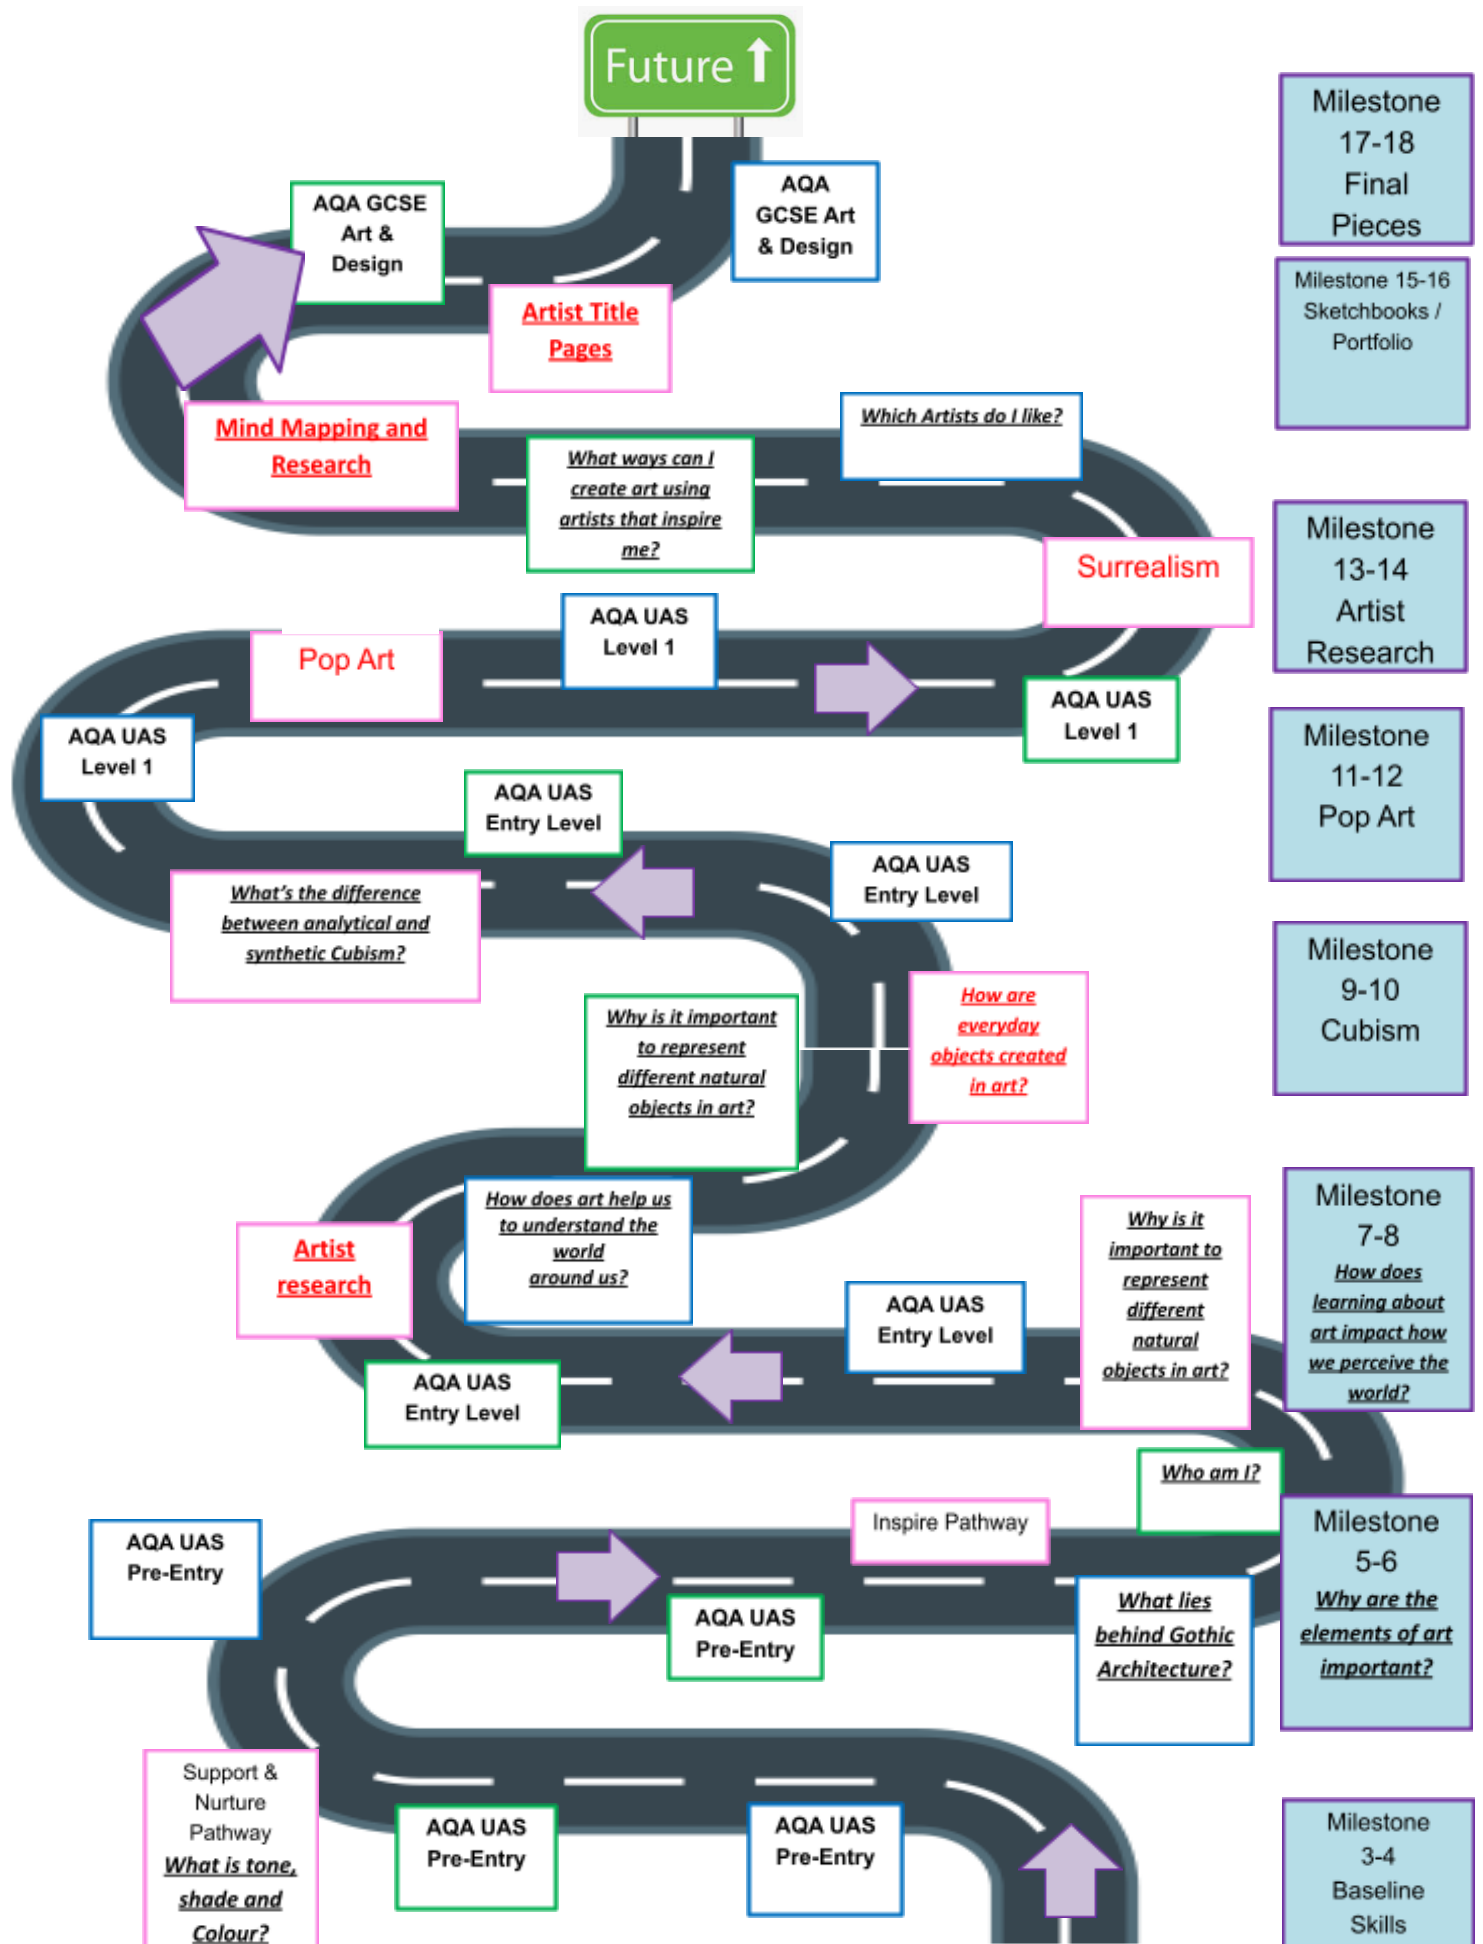 Future
Milestone
17-18
Final
Pieces
AQA
GCSE Art
& Design
AQA GCSE
Art &
Design
Milestone 15-16
Sketchbooks /
Portfolio
Artist Title
Pages
Which Artists do I like?
Mind Mapping and
Research
What ways can I
create art using
artists that inspire
me?
Milestone
13-14
Artist
Research
Surrealism
AQA UAS
Level 1
Pop Art
AQA UAS
Level 1
AQA UAS
Level 1
Milestone
11-12
Pop Art
AQA UAS
Entry Level
AQA UAS
Entry Level
What's the difference
between analytical and
synthetic Cubism?
Milestone
9-10
Cubism
How are
everyday
objects created
in art?
Why is it important
to represent
different natural
objects in art?
Milestone
7-8
How does
learning about
art impact how
we perceive the
world?
How does art help us
to understand the
world
around us?
Artist
research
Why is it
important to
represent
different
natural
objects in art?
AQA UAS
Entry Level
AQA UAS
Entry Level
Who am I?
Milestone
5-6
Why are the
elements of art
important?
Inspire Pathway
AQA UAS
Pre-Entry
AQA UAS
Pre-Entry
What lies
behind Gothic
Architecture?
Support &
Nurture
Pathway
What is tone,
shade and
Colour?
AQA UAS
Pre-Entry
AQA UAS
Pre-Entry
Milestone
3-4
Baseline
Skills